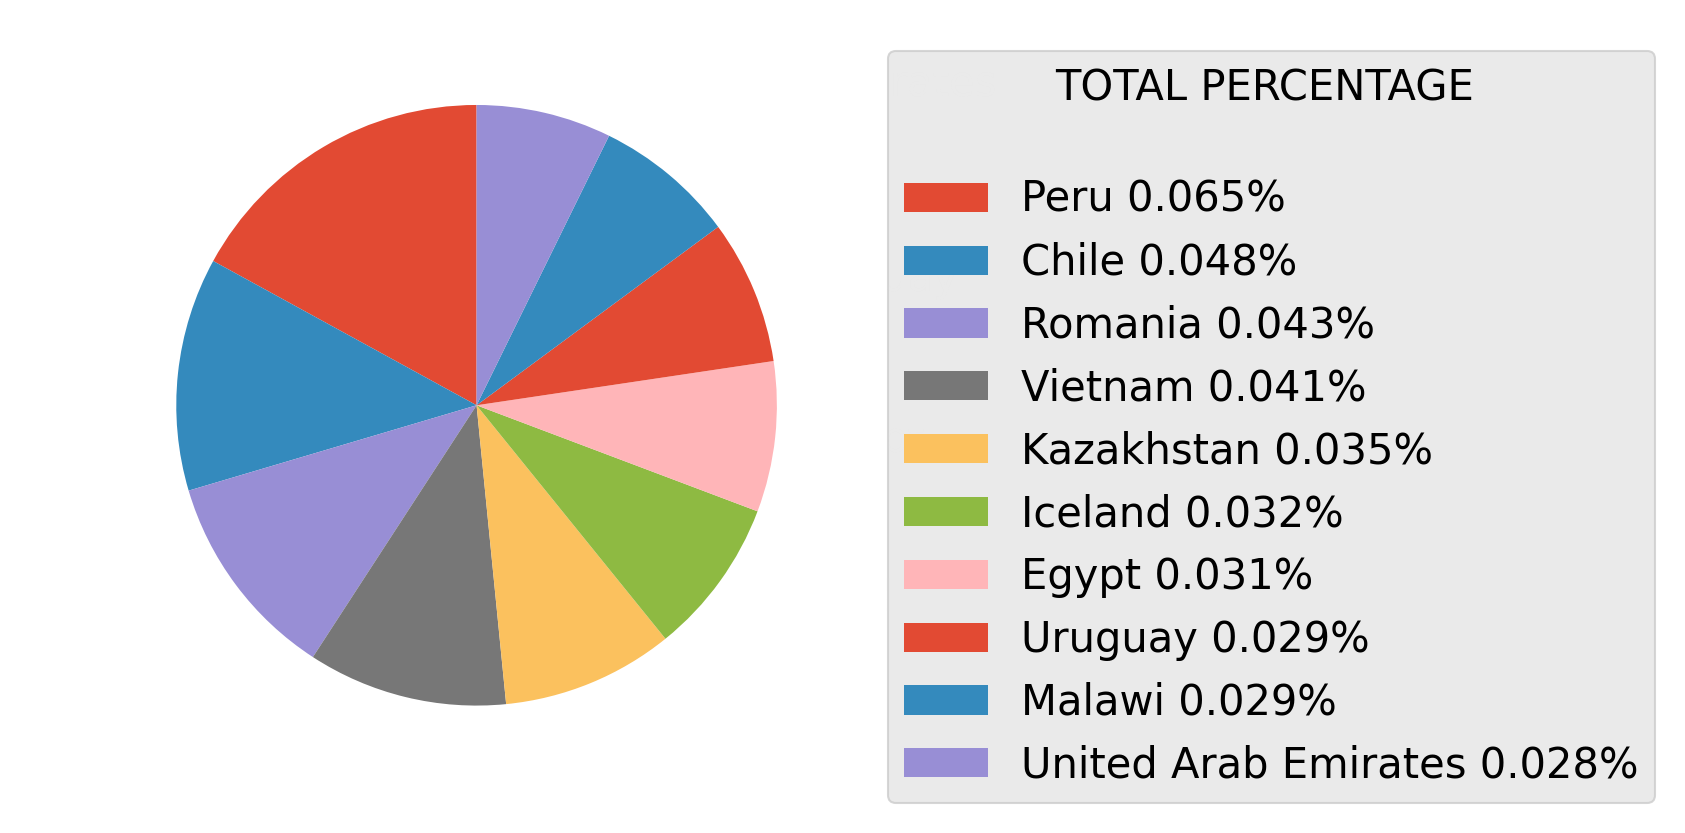 TOTAL PERCENTAGE
Peru 0.065%
Chile 0.048%
Romania 0.043%
Vietnam 0.041%
Kazakhstan 0.035%
Iceland 0.032%
Egypt 0.031%
Uruguay 0.029%
Malawi 0.029%
United Arab Emirates 0.028%